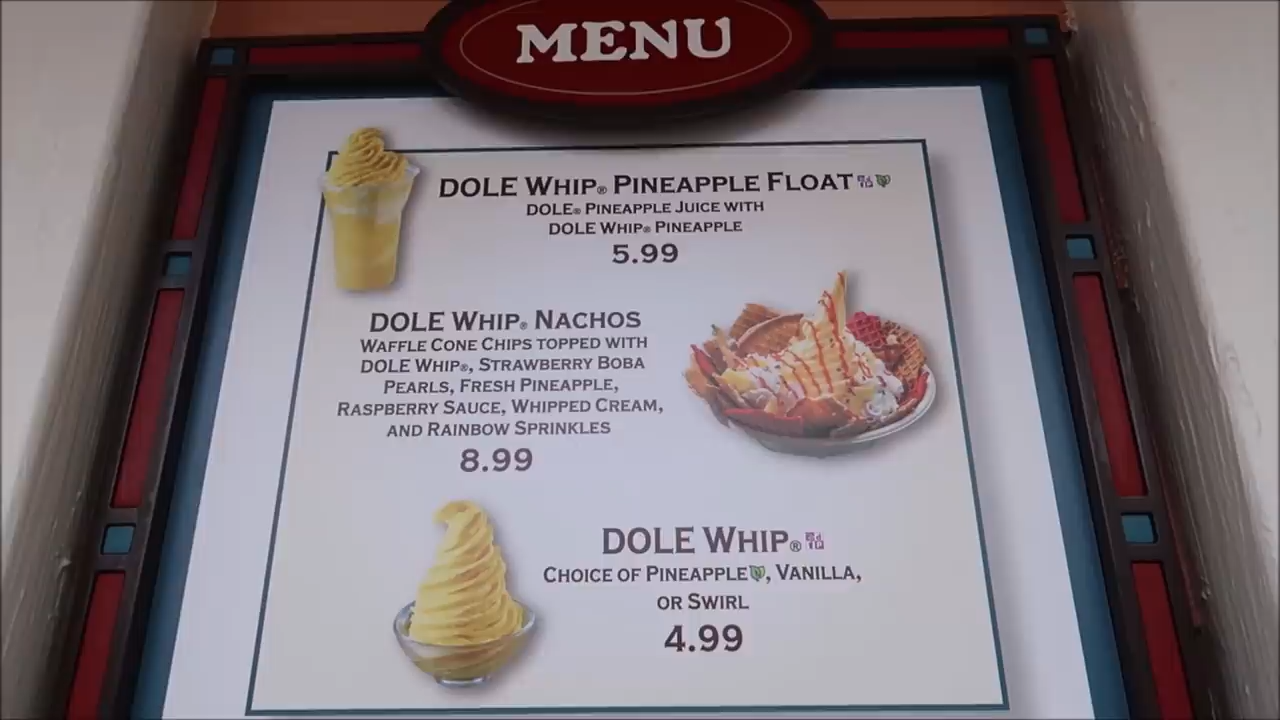 MENU
DOLE WHIP® PINEAPPLE FLOAT
DOLE® PINEAPPLE JUICE WITH
DOLE WHIP® PINEAPPLE
5.99
DOLE WHIP® NACHOS
WAFFLE CONE CHIPS TOPPED WITH
DOLE WHIP®, STRAWBERRY BOBA
PEARLS, FRESH PINEAPPLE,
RASPBERRY SAUCE, WHIPPED CREAM,
AND RAINBOW SPRINKLES
8.99
DOLE WHIP®
CHOICE OF PINEAPPLE, VANILLA,
OR SWIRL
4.99